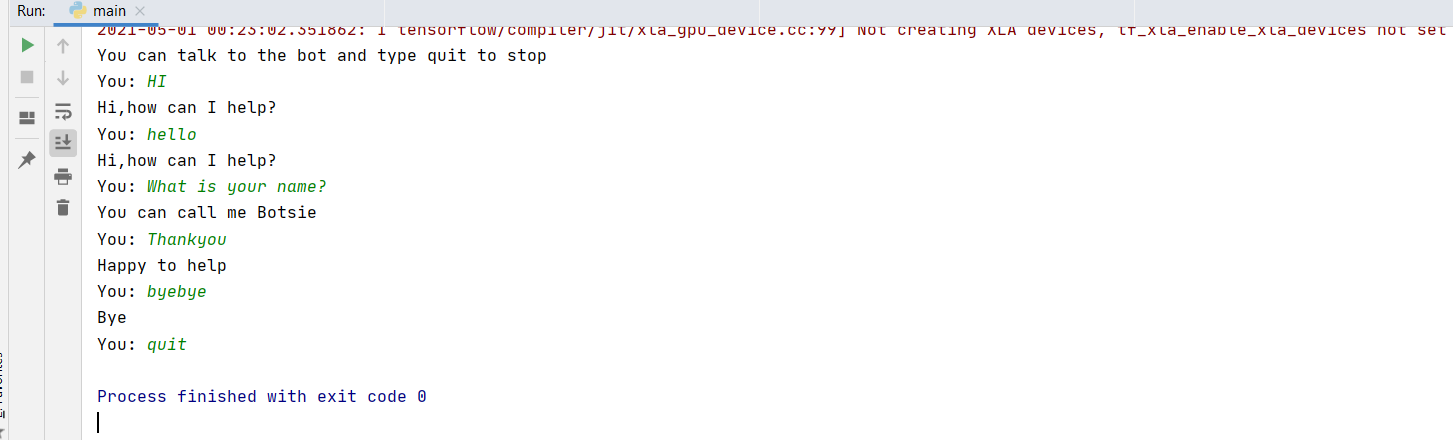 Run: main
2021-05-01 00:23:02.351862: I tensorflow/compiler/jit/xla_gpu_device.cc:99] Not creating XLA devices, tf_xla_enable_xla_devices not set
You can talk to the bot and type quit to stop
You: HI
Hi,how can I help?
You: hello
Hi,how can I help?
You: What is your name?
You can call me Botsie
You: Thankyou
Happy to help
You: byebye
Bye
You: quit
Process finished with exit code 0